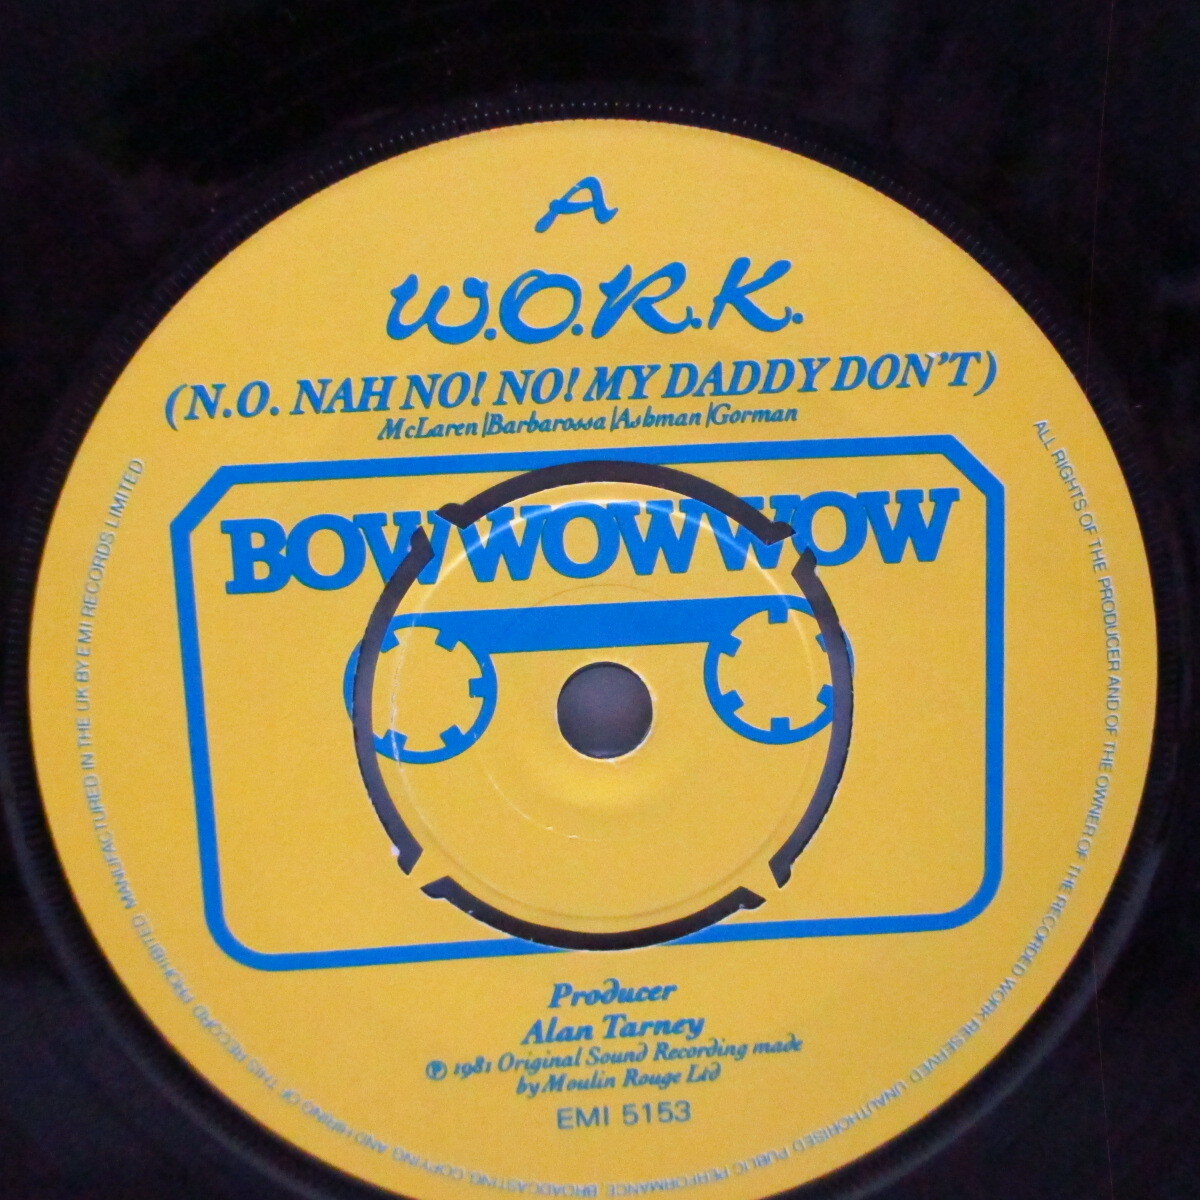 A
W.O.R.K.
(N.O. NAH NO! NO! MY DADDY DON'T)
McLaren|Barbarossa|Ashman|Gorman
BOW WOW WOW
Producer
Alan Tarney
℗ 1981 Original Sound Recording made
by Moulin Rouge Ltd
EMI 5153
ALL RIGHTS OF THE PRODUCER AND OF THE OWNER OF THE RECORDED WORK RESERVED. UNAUTHORISED PUBLIC PERFORMANCE, BROADCASTING, COPYING AND HIRING OF THIS RECORD PROHIBITED MANUFACTURED IN THE UK BY EMI RECORDS LIMITED